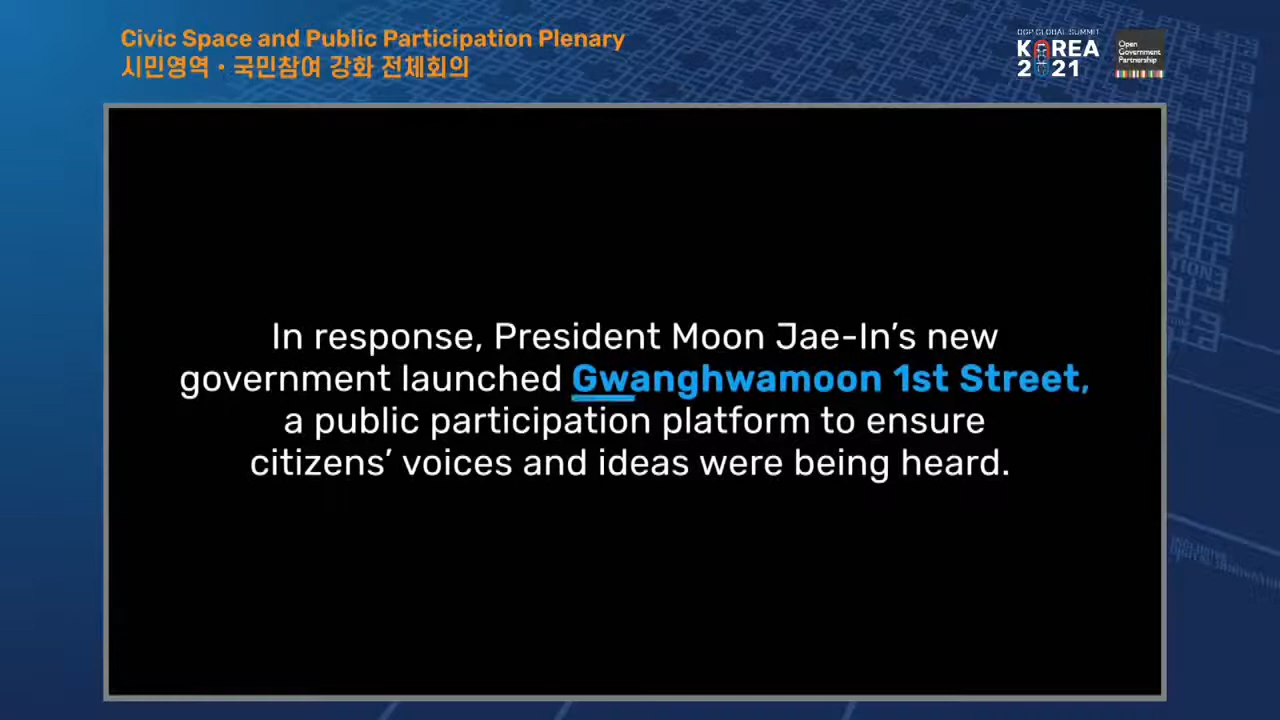 Civic Space and Public Participation Plenary
시민영역 · 국민참여 강화 전체회의
OGP GLOBAL SUMMIT
KOREA
2021
Open
Government
Partnership
In response, President Moon Jae-In's new
government launched Gwanghwamoon 1st Street,
a public participation platform to ensure
citizens' voices and ideas were being heard.